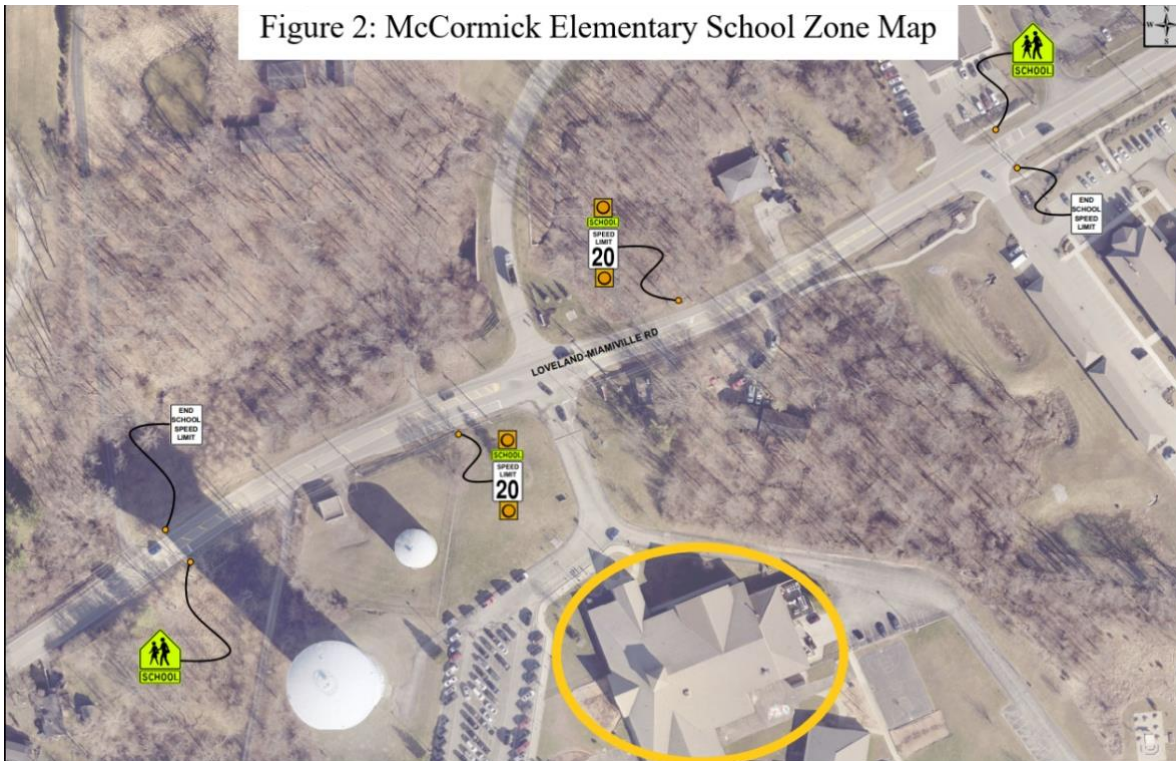 Figure 2: McCormick Elementary School Zone Map
W
SCHOOL
END
SCHOOL
SPEED
LIMIT
SCHOOL
SPEED
LIMIT
20
LOVELAND-MIAMIVILLE RD
END
SCHOOL
SPEED
LIMIT
SCHOOL
SPEED
LIMIT
20
SCHOOL